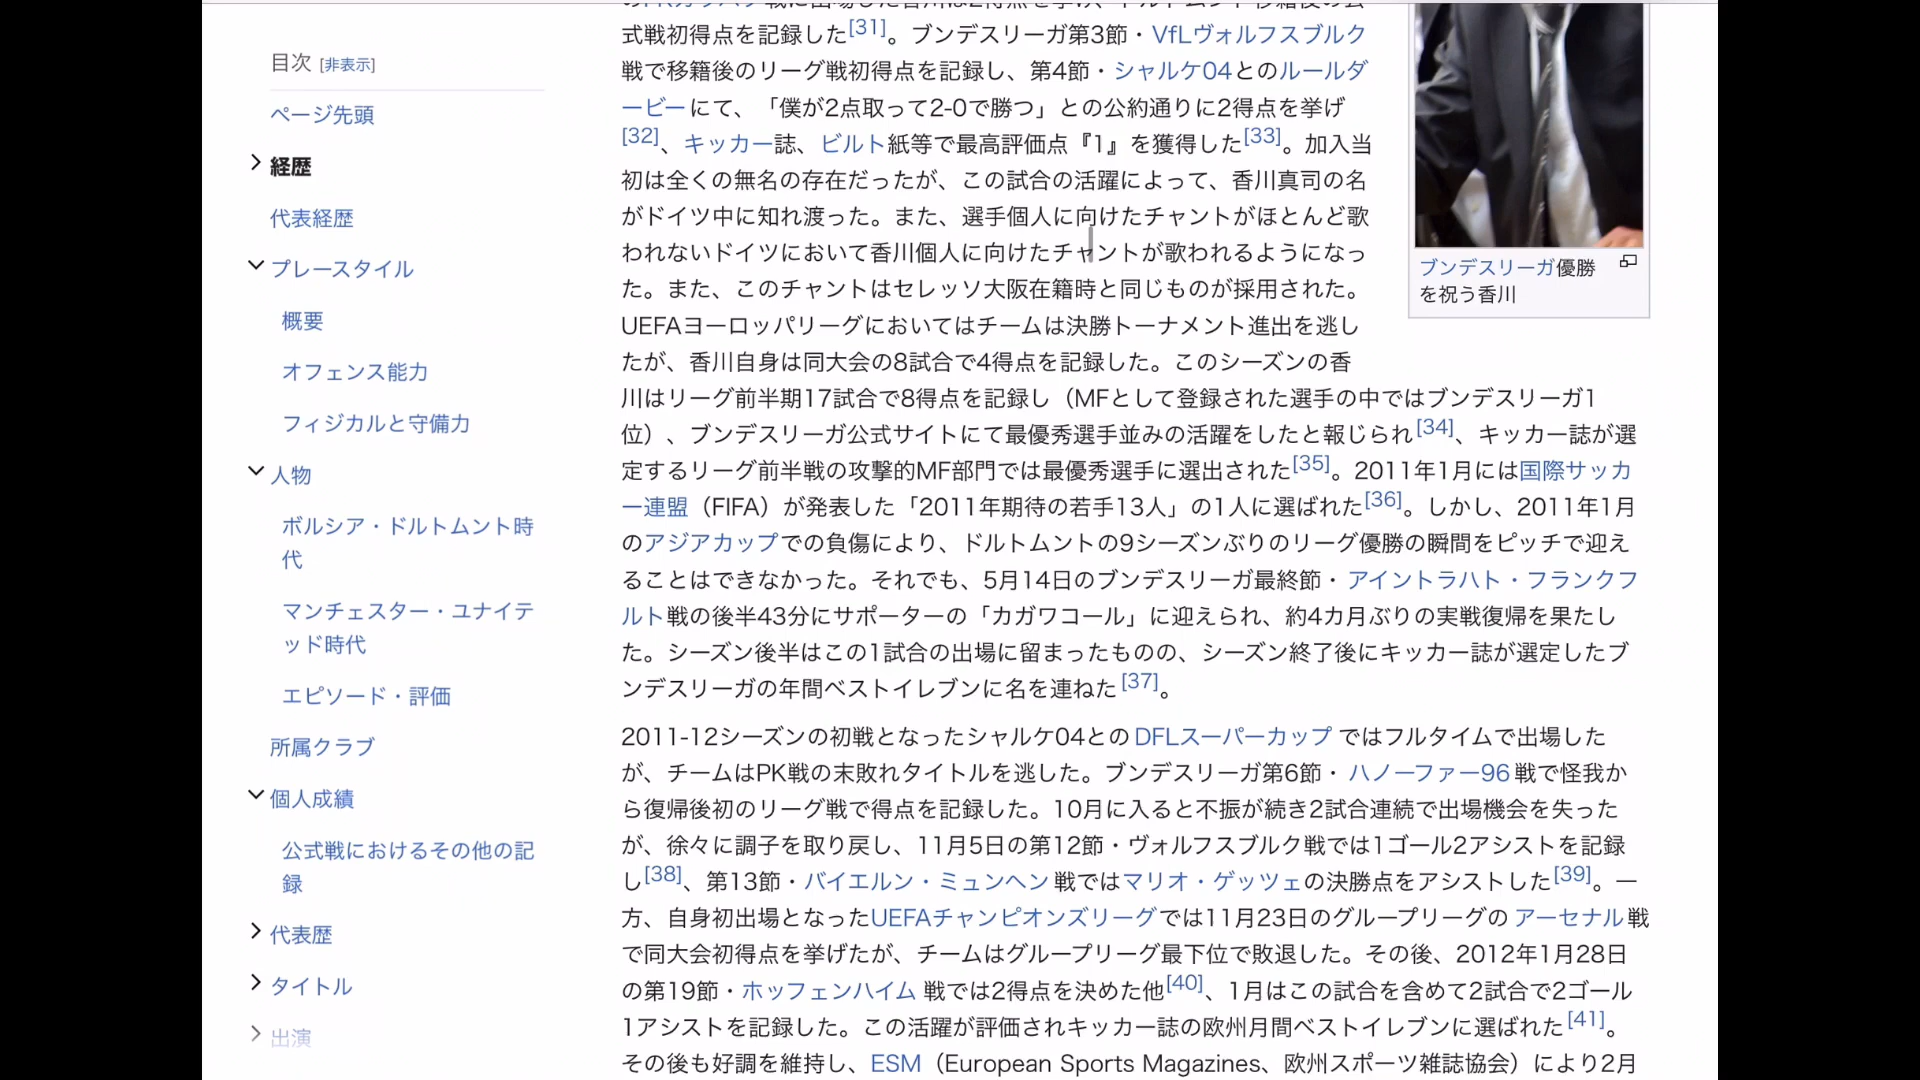 目次 [非表示]
ページ先頭
経歴
代表経歴
プレースタイル
概要
オフェンス能力
フィジカルと守備力
人物
ボルシア・ドルトムント時
代
マンチェスター・ユナイテ
ッド時代
エピソード・評価
所属クラブ
個人成績
公式戦におけるその他の記
録
代表歴
タイトル
出演
式戦初得点を記録した[31]。ブンデスリーガ第3節・VfLヴォルフスブルク
戦で移籍後のリーグ戦初得点を記録し、第4節・シャルケ04とのルールダ
ービーにて、「僕が2点取って2-0で勝つ」との公約通りに2得点を挙げ
[32]、キッカー誌、ビルト紙等で最高評価点『1』を獲得した[33]。加入当
初は全くの無名の存在だったが、この試合の活躍によって、香川真司の名
がドイツ中に知れ渡った。また、選手個人に向けたチャントがほとんど歌
われないドイツにおいて香川個人に向けたチャントが歌われるようになっ
た。また、このチャントはセレッソ大阪在籍時と同じものが採用された。
UEFAヨーロッパリーグにおいてはチームは決勝トーナメント進出を逃し
たが、香川自身は同大会の8試合で4得点を記録した。このシーズンの香
川はリーグ前半期17試合で8得点を記録し（MFとして登録された選手の中ではブンデスリーガ1
位）、ブンデスリーガ公式サイトにて最優秀選手並みの活躍をしたと報じられ[34]、キッカー誌が選
定するリーグ前半戦の攻撃的MF部門では最優秀選手に選出された[35]。2011年1月には国際サッカ
ー連盟（FIFA）が発表した「2011年期待の若手13人」の1人に選ばれた[36]。しかし、2011年1月
のアジアカップでの負傷により、ドルトムントの9シーズンぶりのリーグ優勝の瞬間をピッチで迎え
ることはできなかった。それでも、5月14日のブンデスリーガ最終節・アイントラハト・フランクフ
ルト戦の後半43分にサポーターの「カガワコール」に迎えられ、約4カ月ぶりの実戦復帰を果たし
た。シーズン後半はこの1試合の出場に留まったものの、シーズン終了後にキッカー誌が選定したブ
ンデスリーガの年間ベストイレブンに名を連ねた[37]。
2011-12シーズンの初戦となったシャルケ04とのDFLスーパーカップではフルタイムで出場した
が、チームはPK戦の末敗れタイトルを逃した。ブンデスリーガ第6節・ハノーファー96戦で怪我か
ら復帰後初のリーグ戦で得点を記録した。10月に入ると不振が続き2試合連続で出場機会を失った
が、徐々に調子を取り戻し、11月5日の第12節・ヴォルフスブルク戦では1ゴール2アシストを記録
し[38]、第13節・バイエルン・ミュンヘン戦ではマリオ・ゲッツェの決勝点をアシストした[39]。一
方、自身初出場となったUEFAチャンピオンズリーグでは11月23日のグループリーグのアーセナル戦
で同大会初得点を挙げたが、チームはグループリーグ最下位で敗退した。その後、2012年1月28日
の第19節・ホッフェンハイム戦では2得点を決めた他[40]、1月はこの試合を含めて2試合で2ゴール
1アシストを記録した。この活躍が評価されキッカー誌の欧州月間ベストイレブンに選ばれた[41]。
その後も好調を維持し、ESM（European Sports Magazines、欧州スポーツ雑誌協会）により2月
ブンデスリーガ優勝
を祝う香川